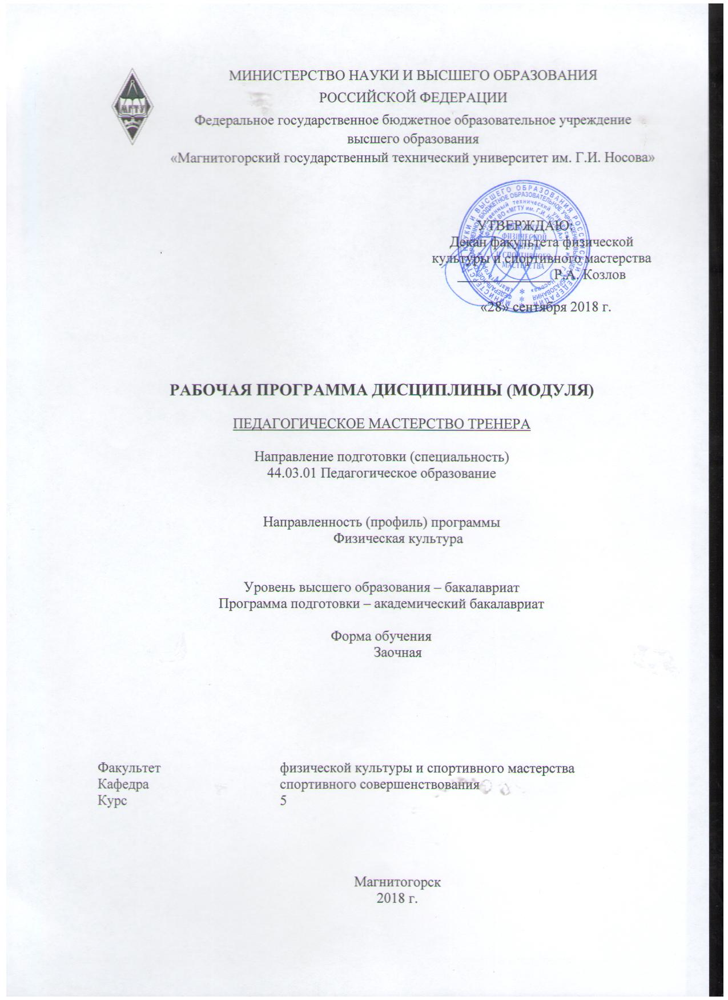 МИНИСТЕРСТВО НАУКИ И ВЫСШЕГО ОБРАЗОВАНИЯ
РОССИЙСКОЙ ФЕДЕРАЦИИ
Федеральное государственное бюджетное образовательное учреждение
высшего образования
«Магнитогорский государственный технический университет им. Г.И. Носова»
МГТУ
УТВЕРЖДАЮ:
Декан факультета физической
культуры и спортивного мастерства
Р.А. Козлов
«28» сентября 2018 г.
РАБОЧАЯ ПРОГРАММА ДИСЦИПЛИНЫ (МОДУЛЯ)
ПЕДАГОГИЧЕСКОЕ МАСТЕРСТВО ТРЕНЕРА
Направление подготовки (специальность)
44.03.01 Педагогическое образование
Направленность (профиль) программы
Физическая культура
Уровень высшего образования – бакалавриат
Программа подготовки – академический бакалавриат
Форма обучения
Заочная
Факультет физической культуры и спортивного мастерства
Кафедра спортивного совершенствования
Курс 5
Магнитогорск
2018 г.